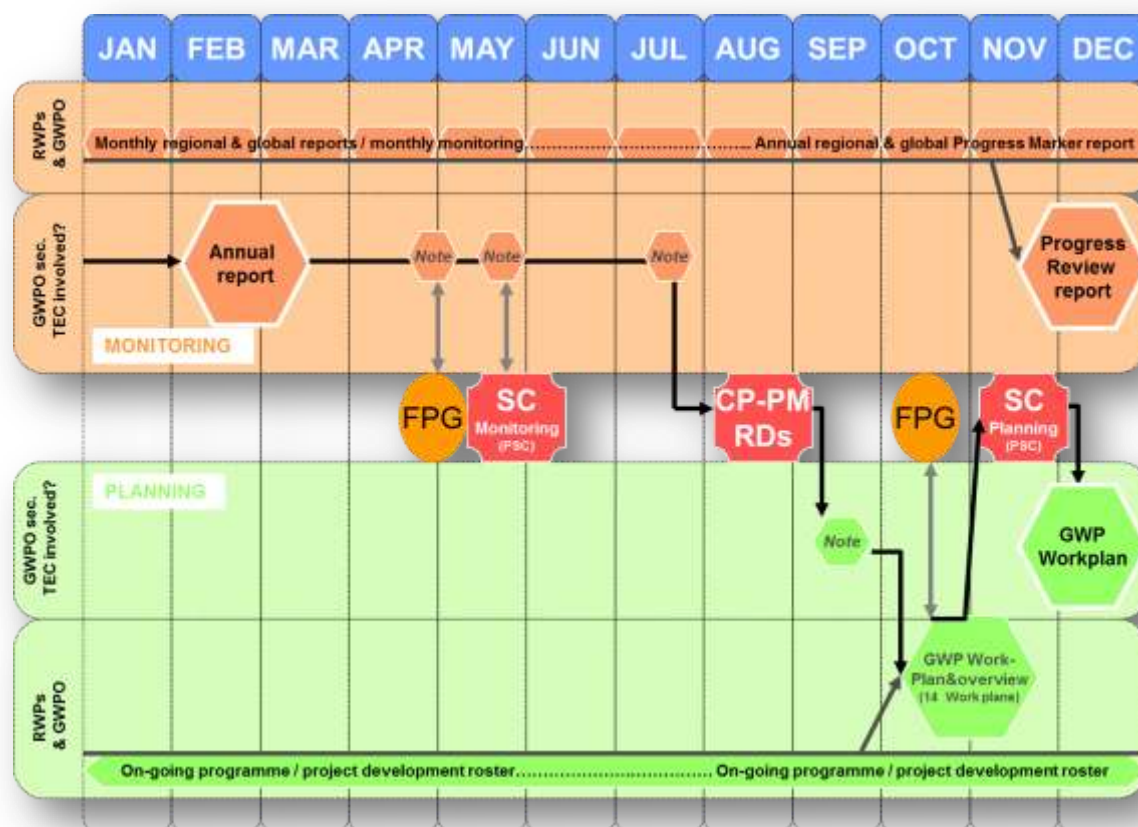 JAN FEB MAR APR MAY JUN JUL AUG SEP OCT NOV DEC
RWPs
& GWPO
Monthly regional & global reports / monthly monitoring.......................................................Annual regional & global Progress Marker report
GWPO sec.
TEC involved?
Annual
report
Note
Note
Note
Progress
Review
report
MONITORING
FPG
SC
Monitoring
(PSC)
CP-PM
RDs
FPG
SC
Planning
(PSC)
PLANNING
GWPO sec.
TEC involved?
Note
GWP
Workplan
RWPs
& GWPO
GWP Work-
Plan&overview
(14 Work plans)
On-going programme / project development roster.......................................On-going programme / project development roster